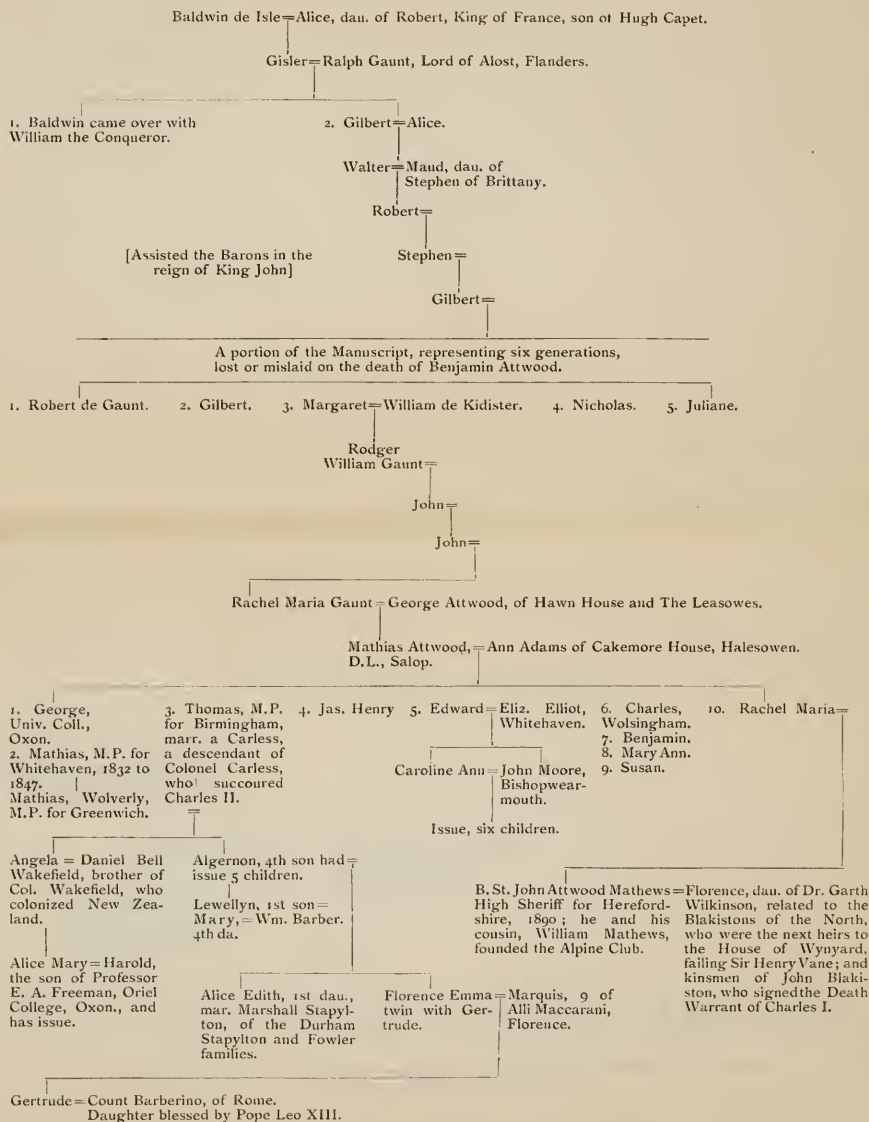 Baldwin de Isle=Alice, dau. of Robert, King of France, son ot Hugh Capet.
Gisler=Ralph Gaunt, Lord of Alost, Flanders.
1. Baldwin came over with
William the Conqueror.
2. Gilbert=Alice.
Walter=Maud, dau. of
Stephen of Brittany.
Robert=
[Assisted the Barons in the
reign of King John]
Stephen=
Gilbert=
A portion of the Manuscript, representing six generations,
lost or mislaid on the death of Benjamin Attwood.
1. Robert de Gaunt. 2. Gilbert. 3. Margaret=William de Kidister. 4. Nicholas. 5. Juliane.
Rodger
William Gaunt=
John=
John=
Rachel Maria Gaunt=George Attwood, of Hawn House and The Leasowes.
Mathias Attwood,=Ann Adams of Cakemore House, Halesowen.
D.L., Salop.
1. George,
Univ. Coll.,
Oxon.
2. Mathias, M.P. for
Whitehaven, 1832 to
1847.
Mathias, Wolverly,
M.P. for Greenwich.
3. Thomas, M.P.
for Birmingham,
marr. a Carless,
a descendant of
Colonel Carless,
who succoured
Charles II.
=
4. Jas. Henry
5. Edward=Eliz. Elliot,
Whitehaven.
6. Charles,
Wolsingham.
7. Benjamin.
8. Mary Ann.
9. Susan.
10. Rachel Maria=
Caroline Ann=John Moore,
Bishopwear-
mouth.
Issue, six children.
Angela = Daniel Bell
Wakefield, brother of
Col. Wakefield, who
colonized New Zea-
land.
Algernon, 4th son had=
issue 5 children.
Lewellyn, 1st son=
Mary,=Wm. Barber.
4th da.
B. St. John Attwood Mathews=Florence, dau. of Dr. Garth
High Sheriff for Hereford-
shire, 1890; he and his
cousin, William Mathews,
founded the Alpine Club.
Wilkinson, related to the
Blakistons of the North,
who were the next heirs to
the House of Wynyard,
failing Sir Henry Vane; and
kinsmen of John Blaki-
ston, who signed the Death
Warrant of Charles I.
Alice Mary=Harold,
the son of Professor
E. A. Freeman, Oriel
College, Oxon., and
has issue.
Alice Edith, 1st dau.,
mar. Marshall Stapyl-
ton, of the Durham
Stapylton and Fowler
families.
Florence Emma=Marquis, 9 of
twin with Ger-
trude.
Alli Maccarani,
Florence.
Gertrude=Count Barberino, of Rome.
Daughter blessed by Pope Leo XIII.